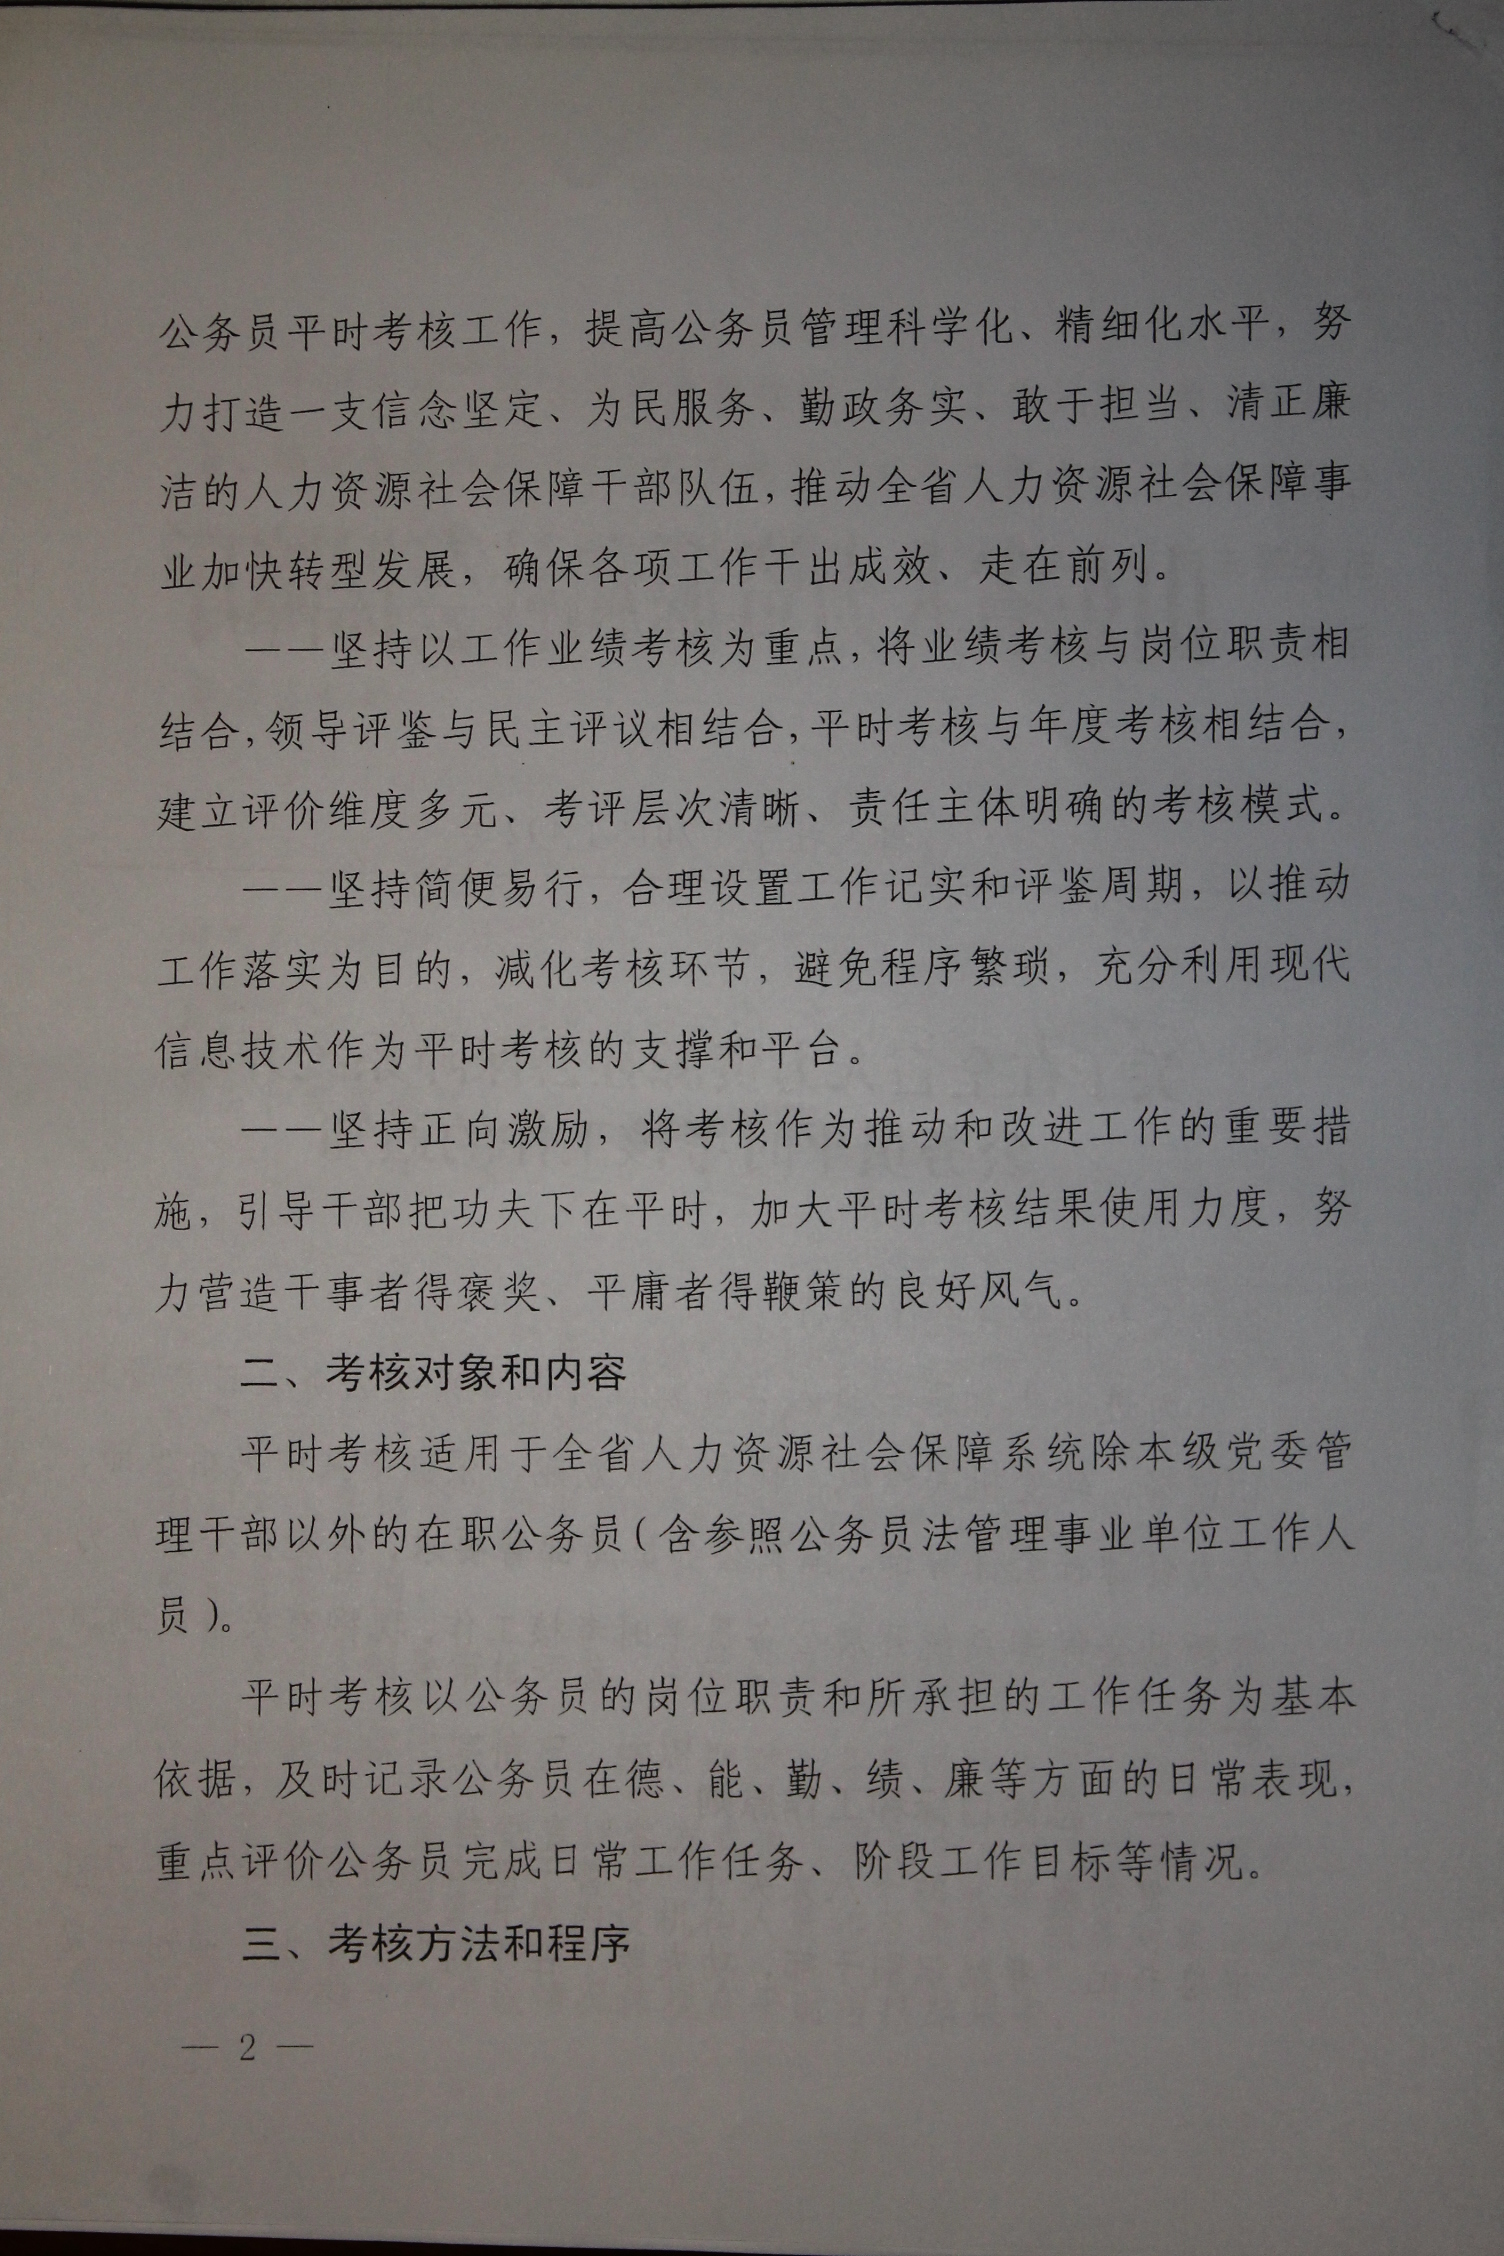 公务员平时考核工作，提高公务员管理科学化、精细化水平，努
力打造一支信念坚定、为民服务、勤政务实、敢于担当、清正廉
洁的人力资源社会保障干部队伍，推动全省人力资源社会保障事
业加快转型发展，确保各项工作干出成效、走在前列。
——坚持以工作业绩考核为重点，将业绩考核与岗位职责相
结合，领导评鉴与民主评议相结合，平时考核与年度考核相结合，
建立评价维度多元、考评层次清晰、责任主体明确的考核模式。
——坚持简便易行，合理设置工作记实和评鉴周期，以推动
工作落实为目的，减化考核环节，避免程序繁琐，充分利用现代
信息技术作为平时考核的支撑和平台。
——坚持正向激励，将考核作为推动和改进工作的重要措
施，引导干部把功夫下在平时，加大平时考核结果使用力度，努
力营造干事者得褒奖、平庸者得鞭策的良好风气。
二、考核对象和内容
平时考核适用于全省人力资源社会保障系统除本级党委管
理干部以外的在职公务员（含参照公务员法管理事业单位工作人
员）。
平时考核以公务员的岗位职责和所承担的工作任务为基本
依据，及时记录公务员在德、能、勤、绩、廉等方面的日常表现，
重点评价公务员完成日常工作任务、阶段工作目标等情况。
三、考核方法和程序
— 2 —